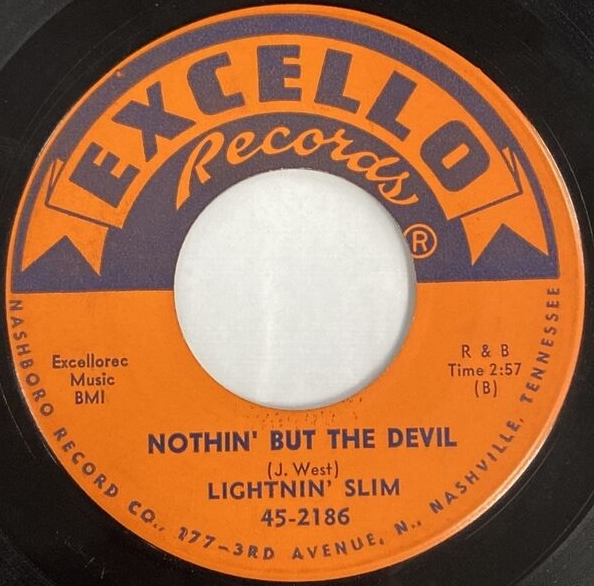 EXCELLO
Records
®
Excellorec
Music
BMI
R & B
Time 2:57
(B)
NOTHIN' BUT THE DEVIL
(J. West)
LIGHTNIN' SLIM
45-2186
NASHBORO RECORD CO., 177-3RD AVENUE, N., NASHVILLE, TENNESSEE